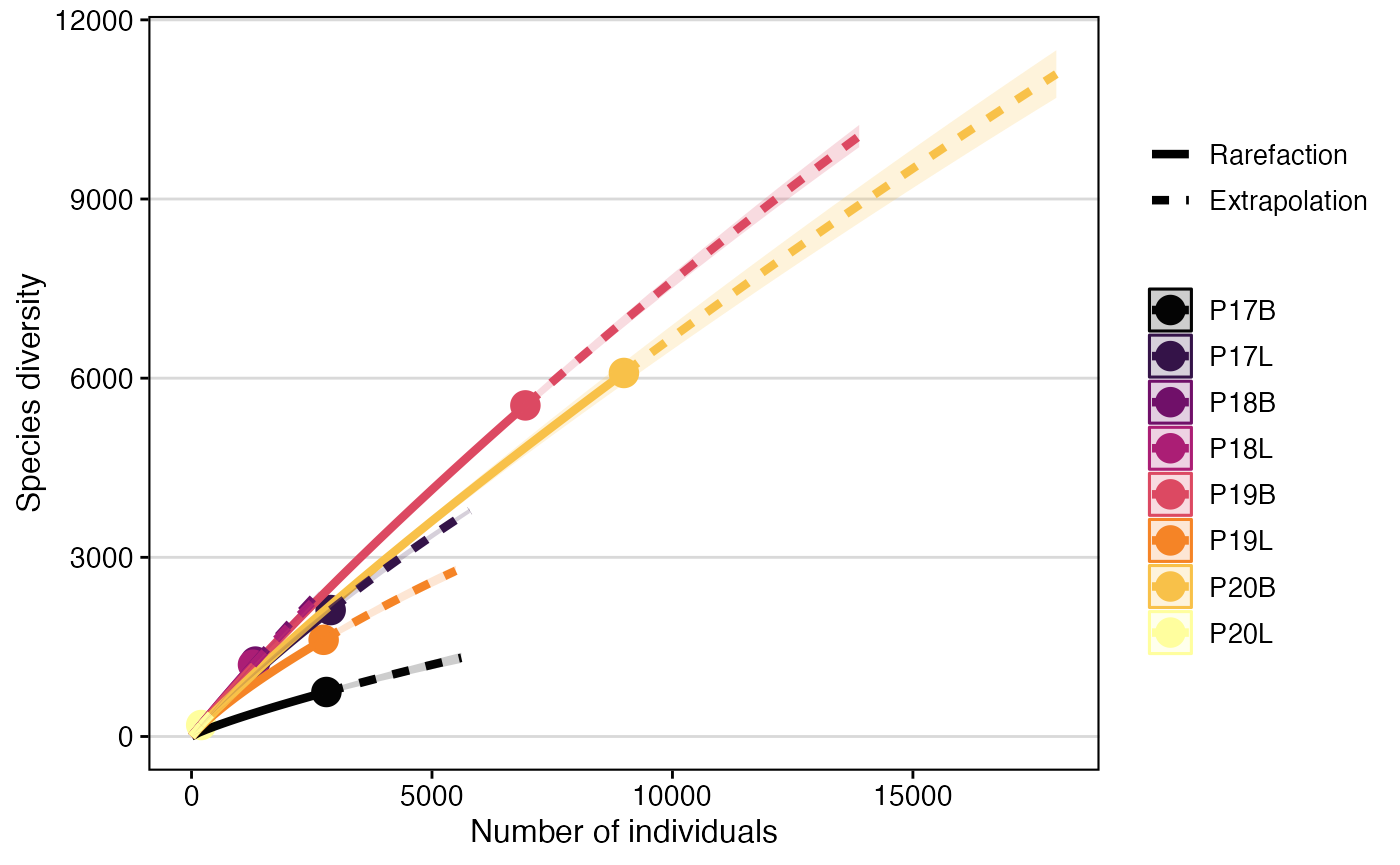 12000
9000
6000
3000
0
Species diversity
0
5000
10000
15000
Number of individuals
Rarefaction
Extrapolation
P17B
P17L
P18B
P18L
P19B
P19L
P20B
P20L